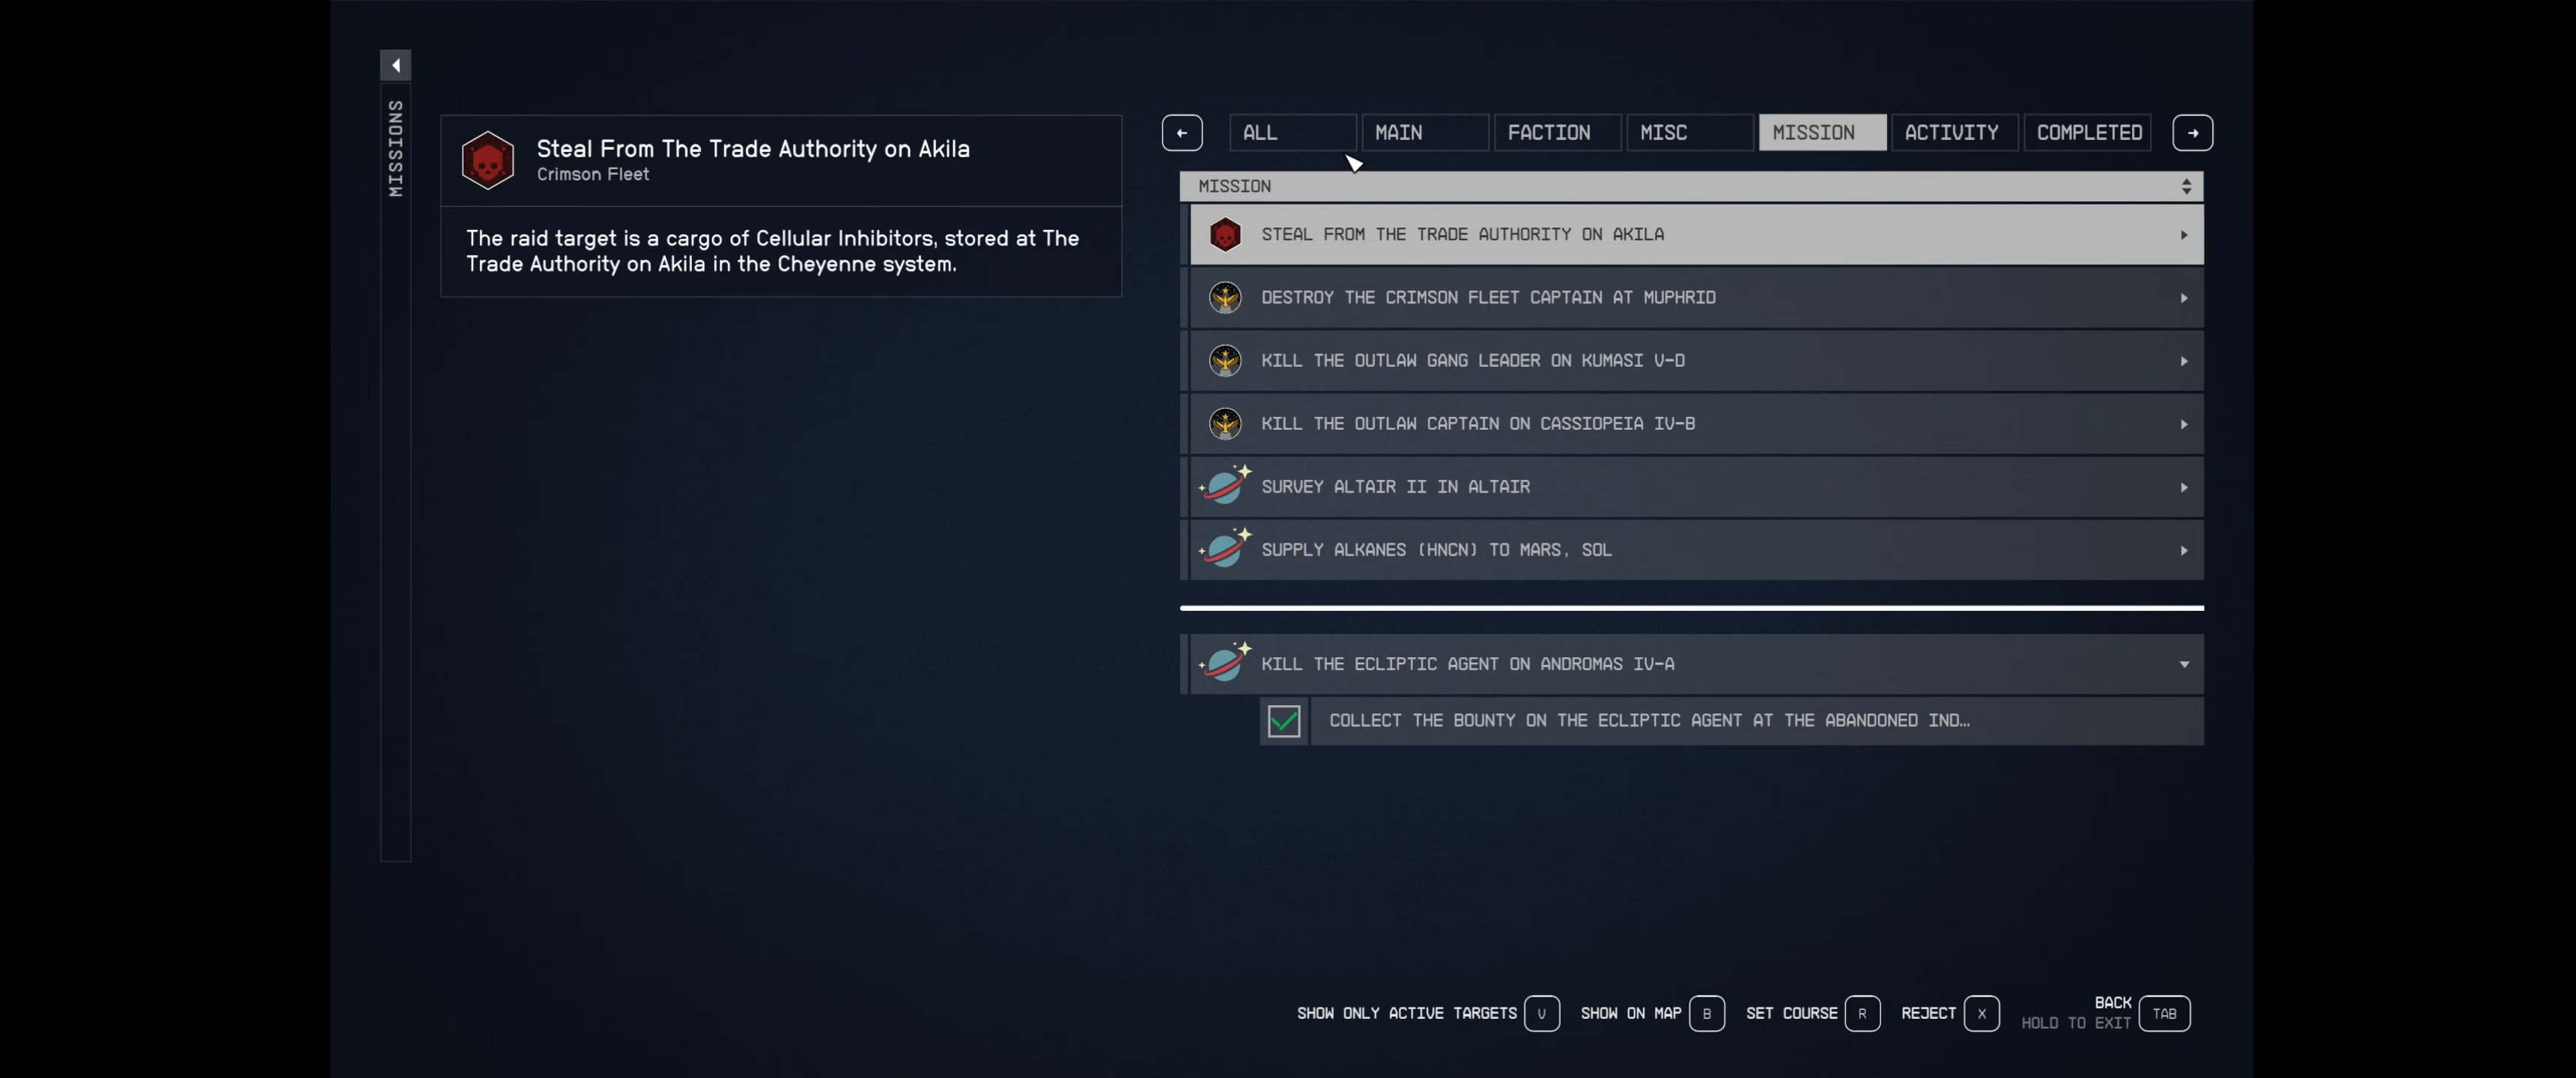 MISSIONS
Steal From The Trade Authority on Akila
Crimson Fleet
The raid target is a cargo of Cellular Inhibitors, stored at The
Trade Authority on Akila in the Cheyenne system.
ALL MAIN FACTION MISC MISSION ACTIVITY COMPLETED
MISSION
STEAL FROM THE TRADE AUTHORITY ON AKILA
DESTROY THE CRIMSON FLEET CAPTAIN AT MUPHRID
KILL THE OUTLAW GANG LEADER ON KUMASI V-D
KILL THE OUTLAW CAPTAIN ON CASSIOPEIA IV-B
SURVEY ALTAIR II IN ALTAIR
SUPPLY ALKANES (HNCN) TO MARS, SOL
KILL THE ECLIPTIC AGENT ON ANDROMAS IV-A
COLLECT THE BOUNTY ON THE ECLIPTIC AGENT AT THE ABANDONED IND...
SHOW ONLY ACTIVE TARGETS V SHOW ON MAP B SET COURSE R REJECT X BACK TAB
HOLD TO EXIT